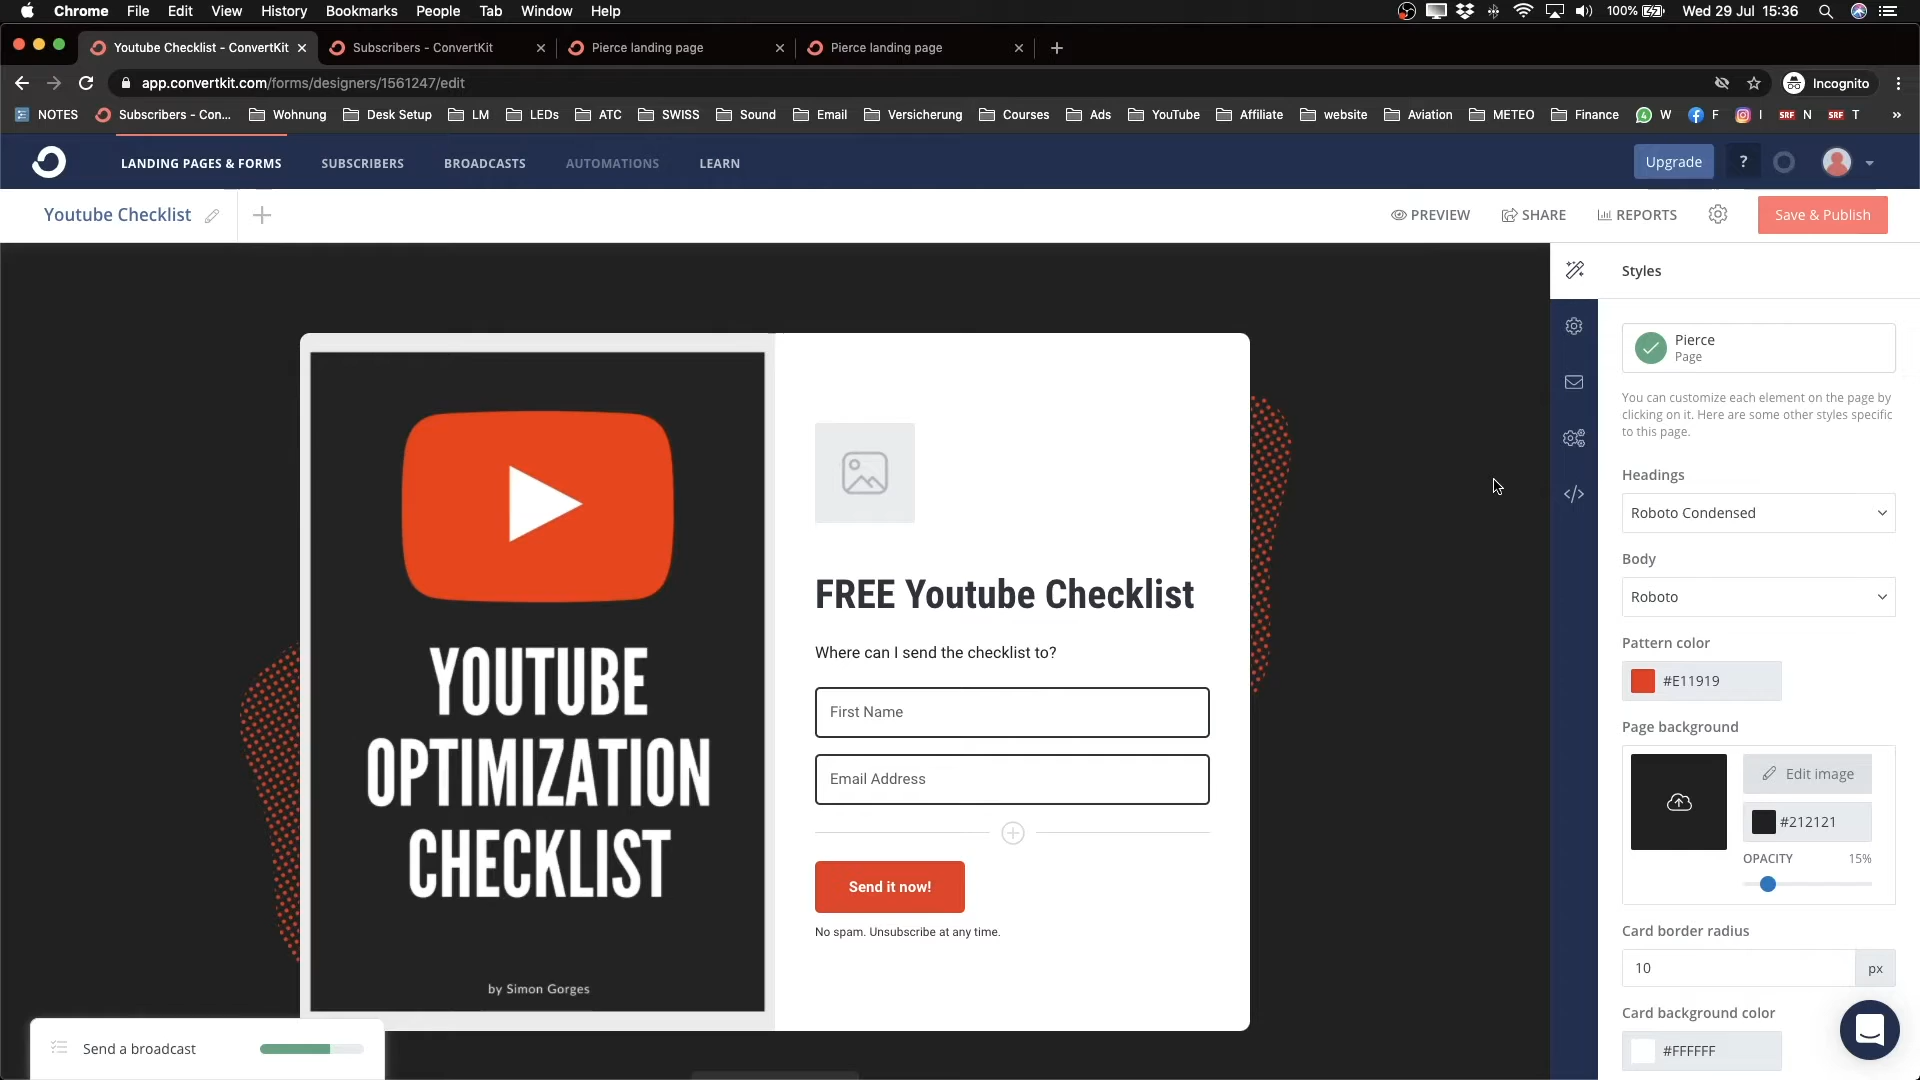 Chrome File Edit View History Bookmarks People Tab Window Help 100% Wed 29 Jul 15:36
Youtube Checklist - ConvertKit Subscribers - ConvertKit Pierce landing page Pierce landing page
app.convertkit.com/forms/designers/1561247/edit Incognito
NOTES Subscribers - Con... Wohnung Desk Setup LM LEDs ATC SWISS Sound Email Versicherung Courses Ads YouTube Affiliate website Aviation METEO Finance 4 W F I SRF N SRF T »
LANDING PAGES & FORMS SUBSCRIBERS BROADCASTS AUTOMATIONS LEARN Upgrade ?
Youtube Checklist PREVIEW SHARE REPORTS Save & Publish
Styles
Pierce
Page
You can customize each element on the page by
clicking on it. Here are some other styles specific
to this page.
Headings
Roboto Condensed
Body
Roboto
Pattern color
#E11919
Page background
Edit image
#212121
OPACITY 15%
Card border radius
10 px
Card background color
#FFFFFF
YOUTUBE
OPTIMIZATION
CHECKLIST
by Simon Gorges
FREE Youtube Checklist
Where can I send the checklist to?
First Name
Email Address
Send it now!
No spam. Unsubscribe at any time.
Send a broadcast